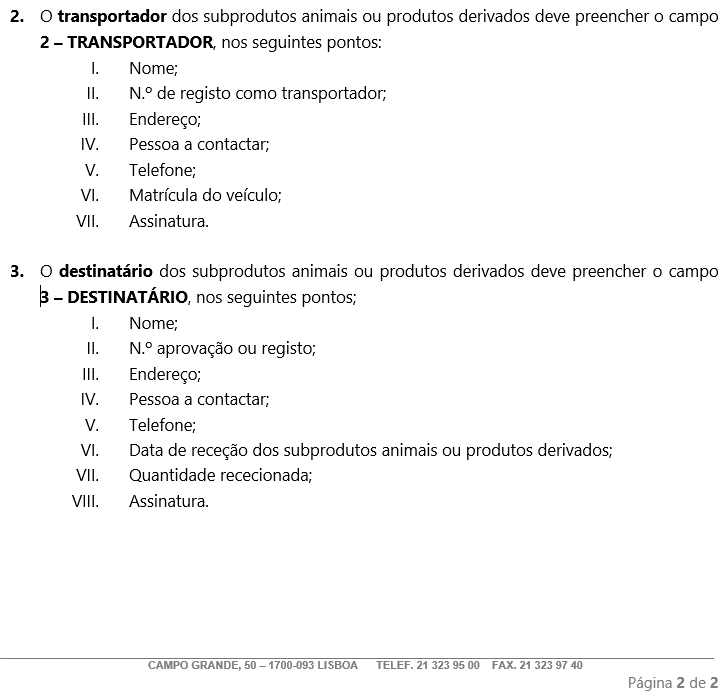 2. O transportador dos subprodutos animais ou produtos derivados deve preencher o campo
2 – TRANSPORTADOR, nos seguintes pontos:
I. Nome;
II. N.º de registo como transportador;
III. Endereço;
IV. Pessoa a contactar;
V. Telefone;
VI. Matrícula do veículo;
VII. Assinatura.
3. O destinatário dos subprodutos animais ou produtos derivados deve preencher o campo
3 – DESTINATÁRIO, nos seguintes pontos;
I. Nome;
II. N.º aprovação ou registo;
III. Endereço;
IV. Pessoa a contactar;
V. Telefone;
VI. Data de receção dos subprodutos animais ou produtos derivados;
VII. Quantidade rececionada;
VIII. Assinatura.
CAMPO GRANDE, 50 – 1700-093 LISBOA TELEF. 21 323 95 00 FAX. 21 323 97 40
Página 2 de 2